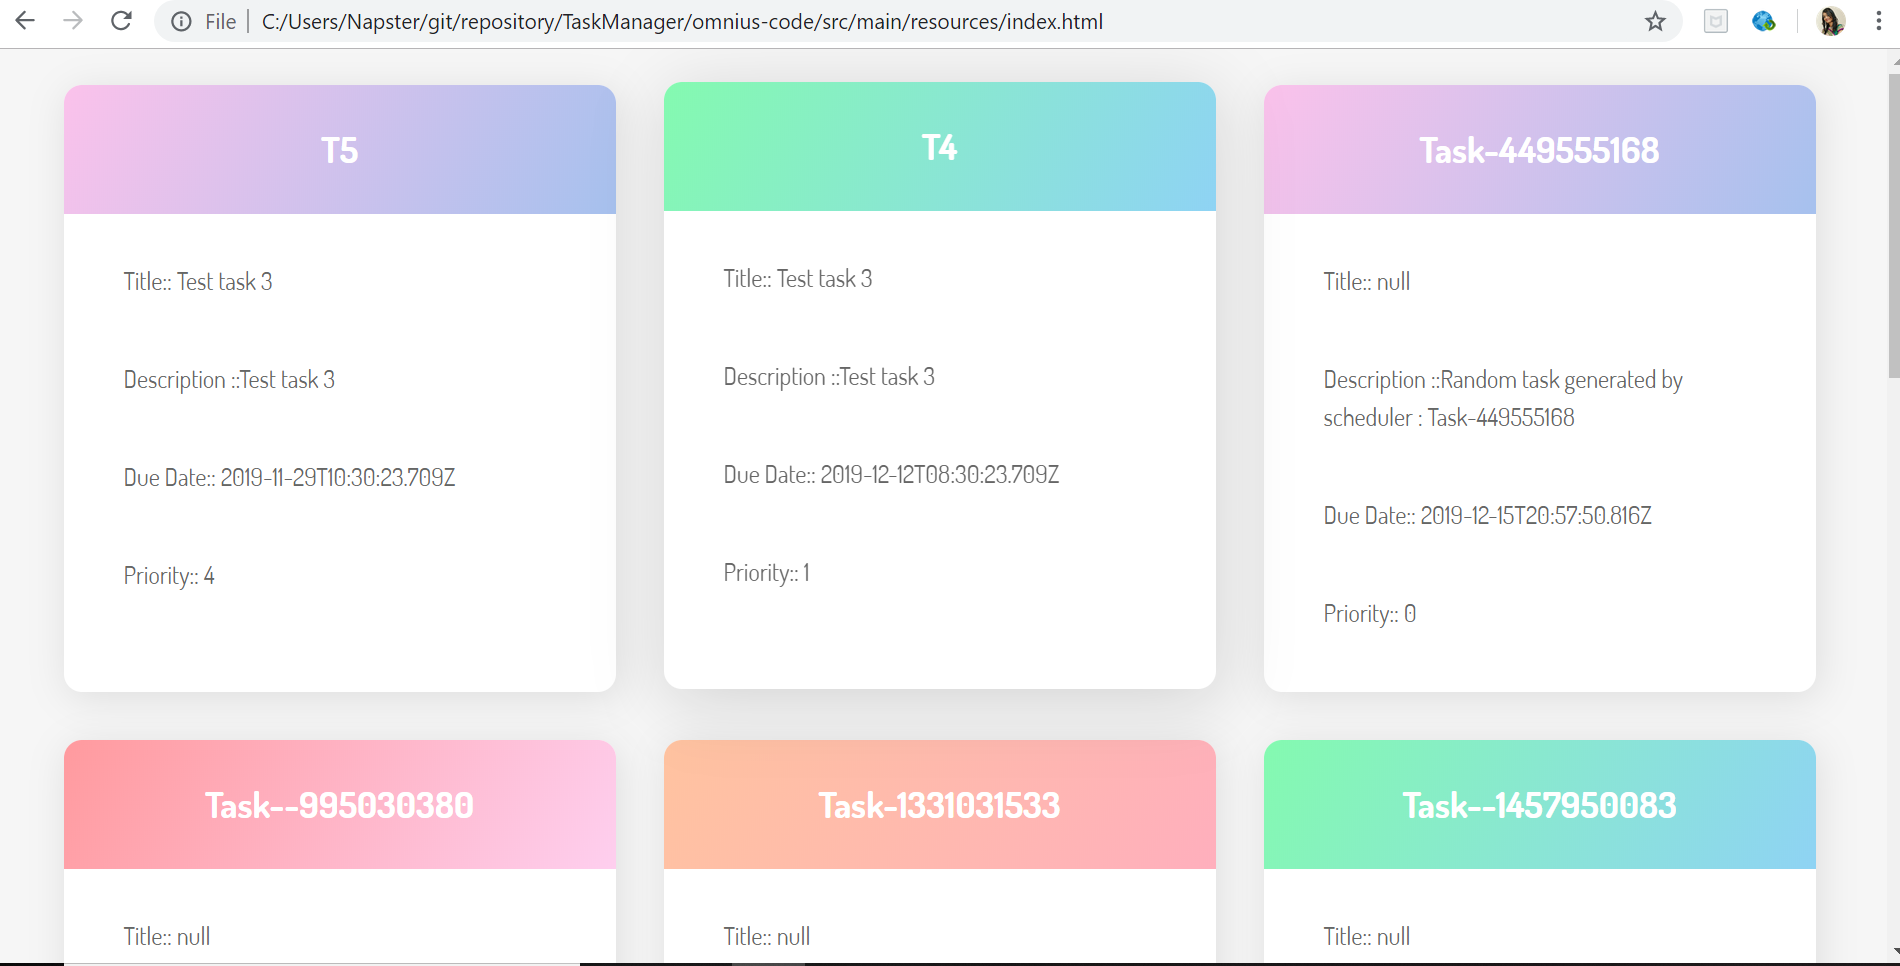 File | C:/Users/Napster/git/repository/TaskManager/omnius-code/src/main/resources/index.html
T5
Title:: Test task 3
Description ::Test task 3
Due Date:: 2019-11-29T10:30:23.709Z
Priority:: 4
T4
Title:: Test task 3
Description ::Test task 3
Due Date:: 2019-12-12T08:30:23.709Z
Priority:: 1
Task-449555168
Title:: null
Description ::Random task generated by
scheduler : Task-449555168
Due Date:: 2019-12-15T20:57:50.816Z
Priority:: 0
Task--995030380
Title:: null
Task-1331031533
Title:: null
Task--1457950083
Title:: null